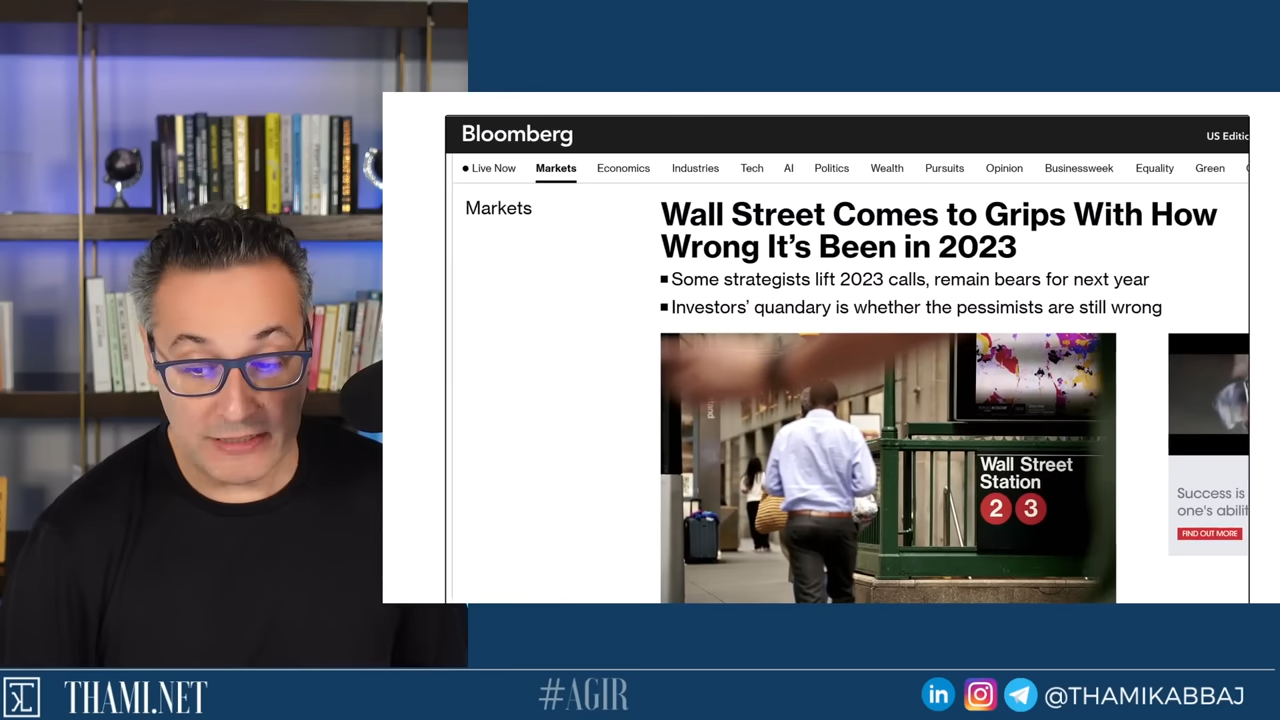 Bloomberg
US Editio
Live Now Markets Economics Industries Tech AI Politics Wealth Pursuits Opinion Businessweek Equality Green
Markets
Wall Street Comes to Grips With How
Wrong It's Been in 2023
Some strategists lift 2023 calls, remain bears for next year
Investors' quandary is whether the pessimists are still wrong
Wall Street
Station
2 3
Success is
one's abilit
FIND OUT MORE
THAMI.NET
#AGIR
in
@THAMIKABBAJ